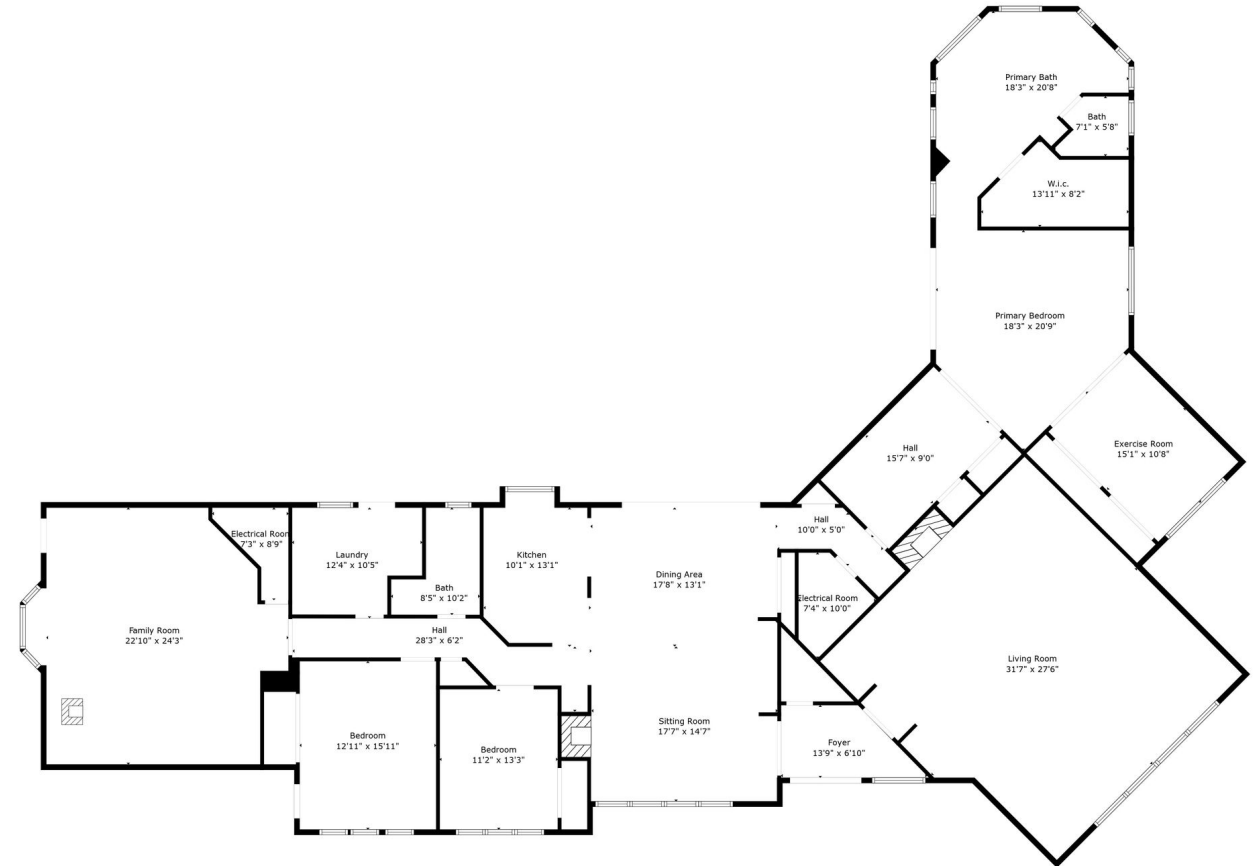 Primary Bath
18'3" x 20'8"
Bath
7'1" x 5'8"
W.i.c.
13'11" x 8'2"
Primary Bedroom
18'3" x 20'9"
Exercise Room
15'1" x 10'8"
Hall
15'7" x 9'0"
Hall
10'0" x 5'0"
Electrical Room
7'3" x 8'9"
Laundry
12'4" x 10'5"
Kitchen
10'1" x 13'1"
Bath
8'5" x 10'2"
Dining Area
17'8" x 13'1"
Electrical Room
7'4" x 10'0"
Family Room
22'10" x 24'3"
Hall
28'3" x 6'2"
Living Room
31'7" x 27'6"
Sitting Room
17'7" x 14'7"
Bedroom
12'11" x 15'11"
Bedroom
11'2" x 13'3"
Foyer
13'9" x 6'10"